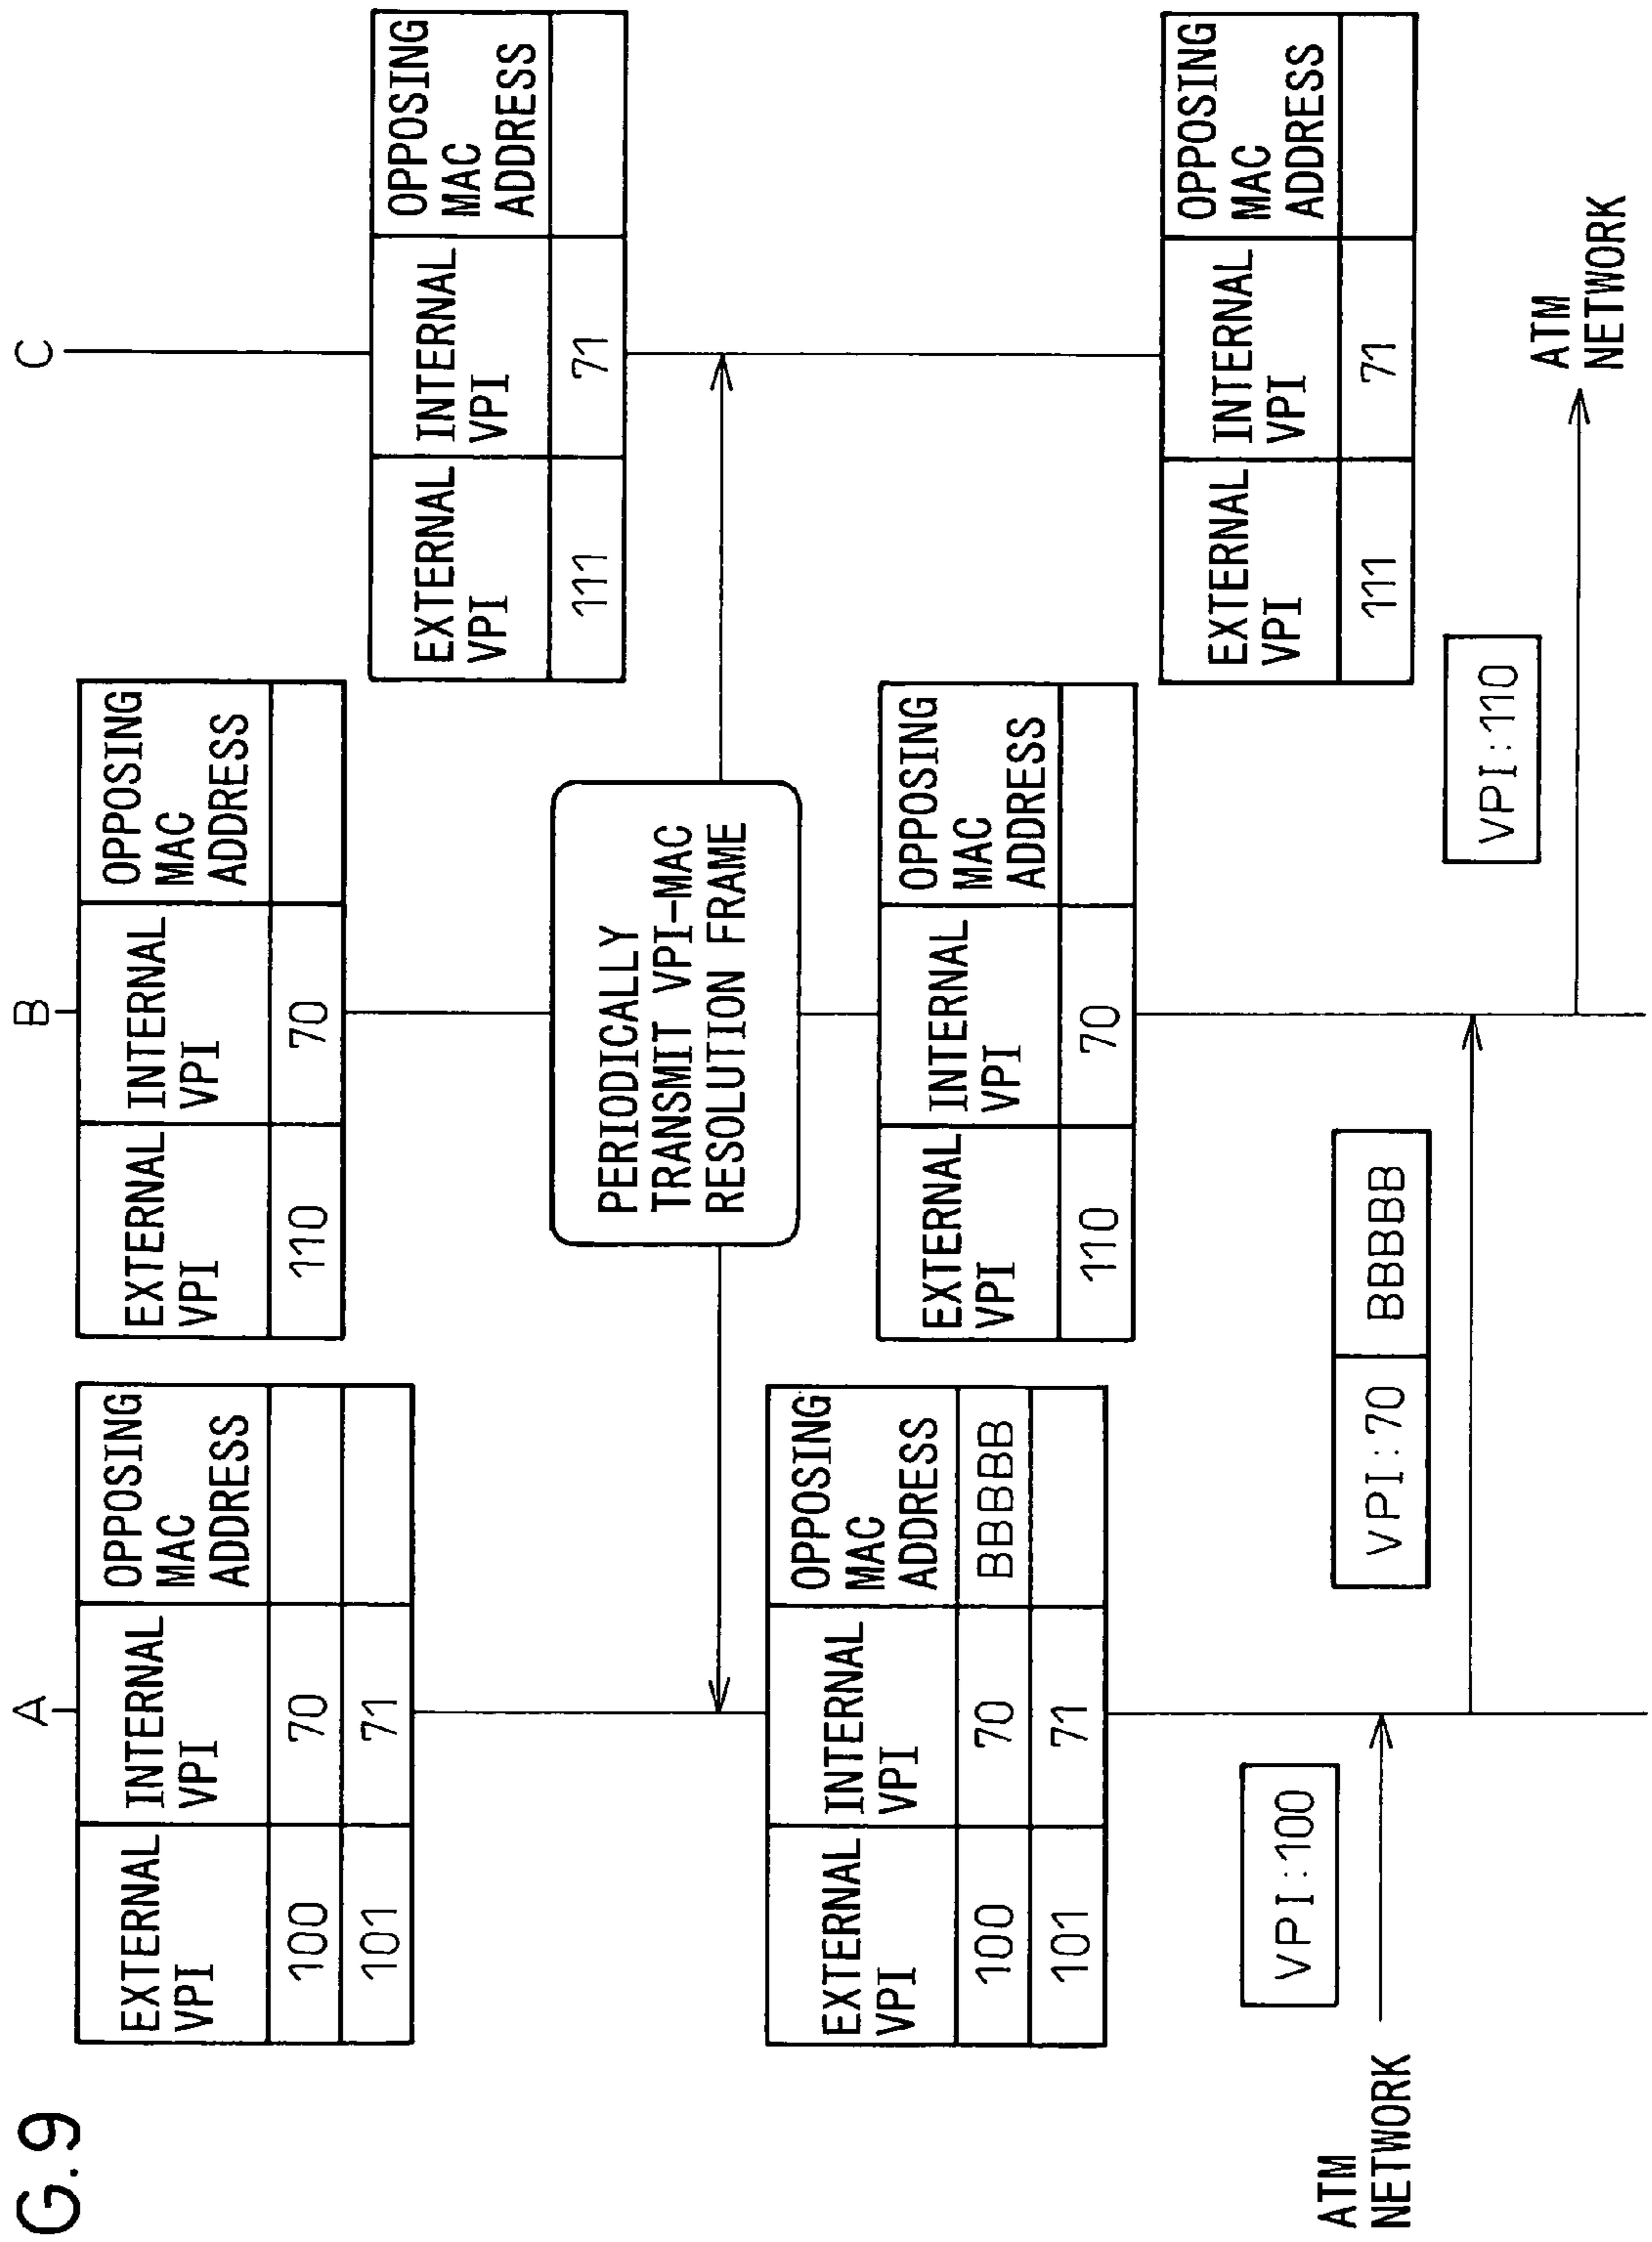 G.9
A
B
C
EXTERNAL VPI
INTERNAL VPI
OPPOSING MAC ADDRESS
100
70
101
71
EXTERNAL VPI
INTERNAL VPI
OPPOSING MAC ADDRESS
110
70
EXTERNAL VPI
INTERNAL VPI
OPPOSING MAC ADDRESS
111
71
PERIODICALLY
TRANSMIT VPI-MAC
RESOLUTION FRAME
EXTERNAL VPI
INTERNAL VPI
OPPOSING MAC ADDRESS
100
70
BBBBB
101
71
EXTERNAL VPI
INTERNAL VPI
OPPOSING MAC ADDRESS
110
70
EXTERNAL VPI
INTERNAL VPI
OPPOSING MAC ADDRESS
111
71
ATM
NETWORK
VPI:100
VPI:70
BBBBB
VPI:110
ATM
NETWORK